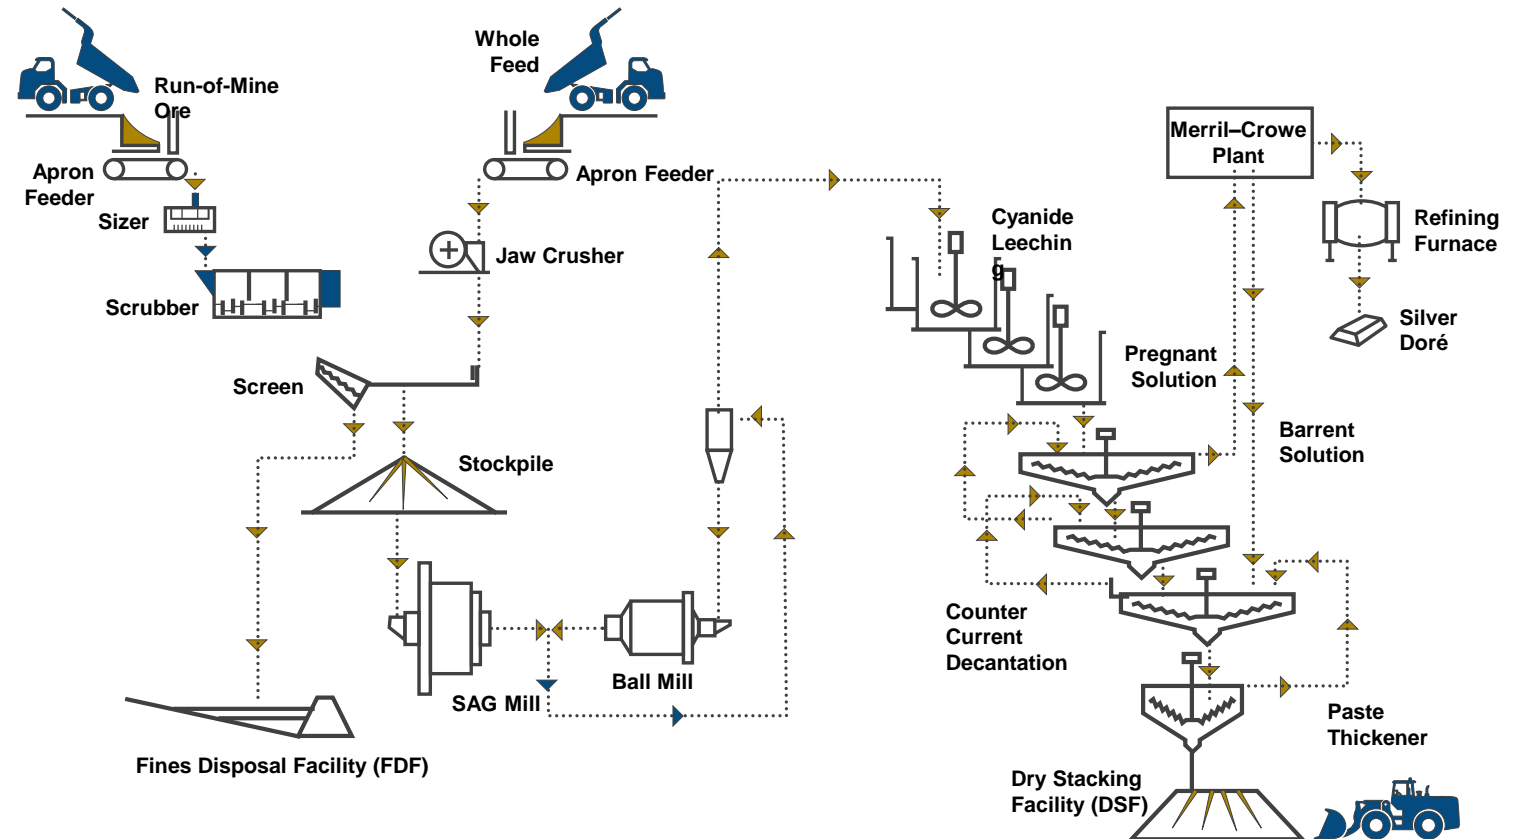 Whole
Feed
Run-of-Mine
Ore
Apron
Feeder
Apron Feeder
Sizer
Jaw Crusher
Scrubber
Screen
Stockpile
SAG Mill
Ball Mill
Fines Disposal Facility (FDF)
Cyanide
Leechin
g
Merril–Crowe
Plant
Refining
Furnace
Silver
Doré
Pregnant
Solution
Barrent
Solution
Counter
Current
Decantation
Paste
Thickener
Dry Stacking
Facility (DSF)